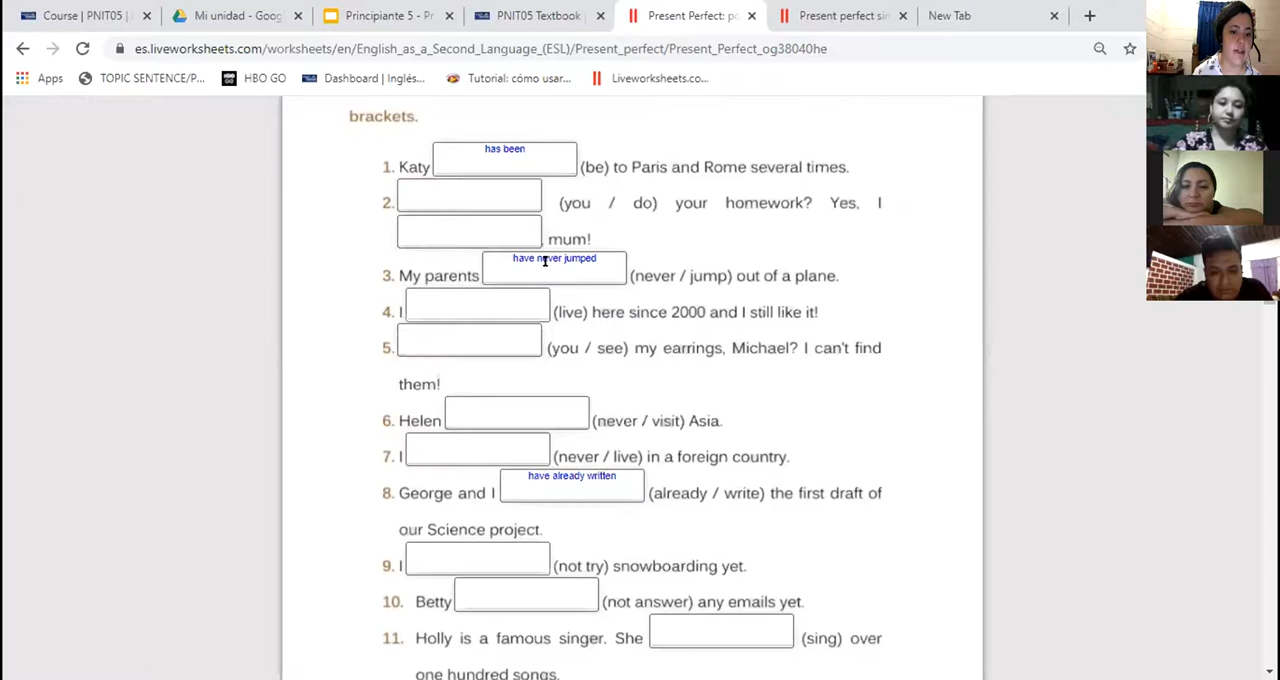 Course | PNIT05 |
Mi unidad - Goog
Principiante 5 - Pr
PNIT05 Textbook
Present Perfect: po
Present perfect sin
New Tab
es.liveworksheets.com/worksheets/en/English_as_a_Second_Language_(ESL)/Present_perfect/Present_Perfect_og38040he
Apps
TOPIC SENTENCE/P...
HBO GO
Dashboard | Inglés...
Tutorial: cómo usar...
Liveworksheets.co...
brackets.
1. Katy has been (be) to Paris and Rome several times.
2. (you / do) your homework? Yes, I
, mum!
3. My parents have never jumped (never / jump) out of a plane.
4. I (live) here since 2000 and I still like it!
5. (you / see) my earrings, Michael? I can't find
them!
6. Helen (never / visit) Asia.
7. I (never / live) in a foreign country.
8. George and I have already written (already / write) the first draft of
our Science project.
9. I (not try) snowboarding yet.
10. Betty (not answer) any emails yet.
11. Holly is a famous singer. She (sing) over
one hundred songs.